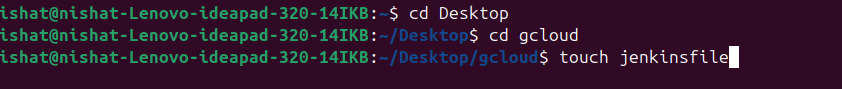 ishat@nishat-Lenovo-ideapad-320-14IKB:~$ cd Desktop
ishat@nishat-Lenovo-ideapad-320-14IKB:~/Desktop$ cd gcloud
ishat@nishat-Lenovo-ideapad-320-14IKB:~/Desktop/gcloud$ touch jenkinsfile